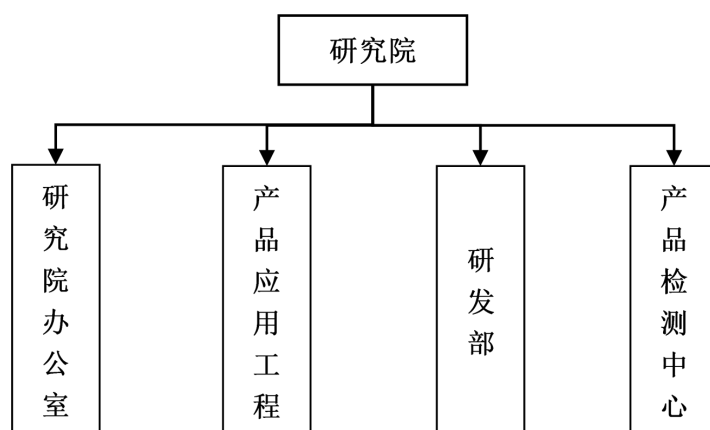 研究院
研究院办公室
产品应用工程
研发部
产品检测中心